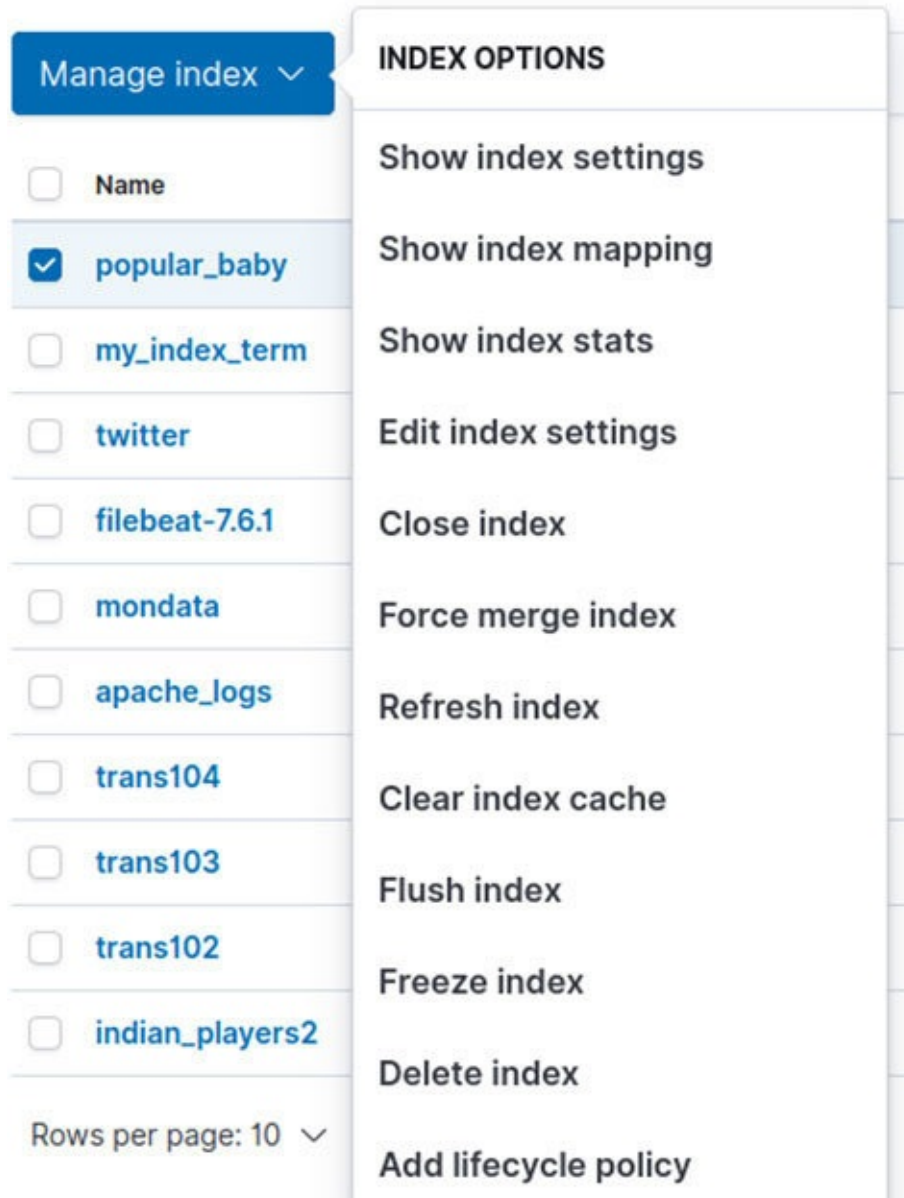 Manage index
Name
popular_baby
my_index_term
twitter
filebeat-7.6.1
mondata
apache_logs
trans104
trans103
trans102
indian_players2
Rows per page: 10
INDEX OPTIONS
Show index settings
Show index mapping
Show index stats
Edit index settings
Close index
Force merge index
Refresh index
Clear index cache
Flush index
Freeze index
Delete index
Add lifecycle policy